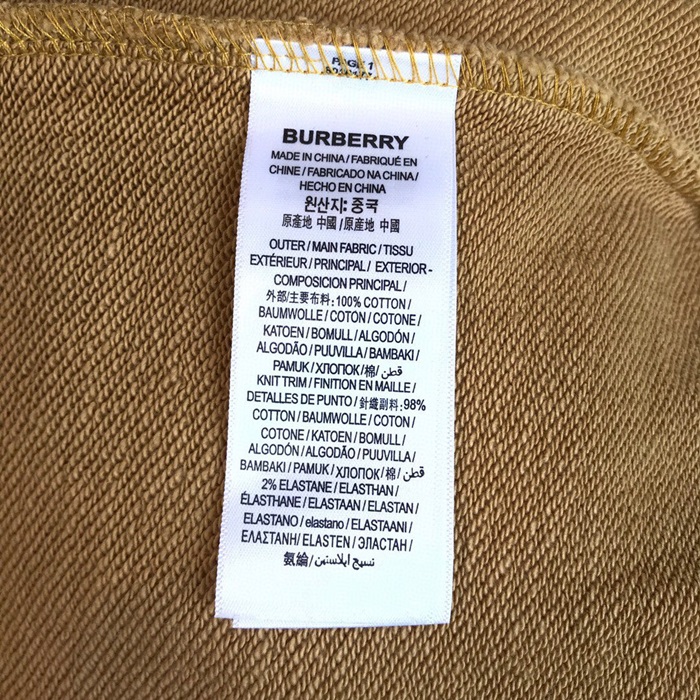 PAGE 1
BURBERRY
MADE IN CHINA / FABRIQUÉ EN
CHINE / FABRICADO NA CHINA /
HECHO EN CHINA
원산지: 중국
原產地 中國 / 原産地 中國
OUTER / MAIN FABRIC / TISSU
EXTÉRIEUR / PRINCIPAL / EXTERIOR -
COMPOSICION PRINCIPAL /
外部/主要布料: 100% COTTON /
BAUMWOLLE / COTON / COTONE /
KATOEN / BOMULL / ALGODÓN /
ALGODÃO / PUUVILLA / BAMBAKI /
PAMUK / ХЛОПОК / 棉 / قطن /
KNIT TRIM / FINITION EN MAILLE /
DETALLES DE PUNTO / 針織副料: 98%
COTTON / BAUMWOLLE / COTON /
COTONE / KATOEN / BOMULL /
ALGODÓN / ALGODÃO / PUUVILLA /
BAMBAKI / PAMUK / ХЛОПОК / 棉 / قطن
2% ELASTANE / ELASTHAN /
ÉLASTHANE / ELASTAAN / ELASTAN /
ELASTANO / elastano / ELASTAANI /
ΕΛΑΣΤΑΝΗ / ELASTEN / ЭЛАСТАН /
氨綸 / نسيج ايلاستين